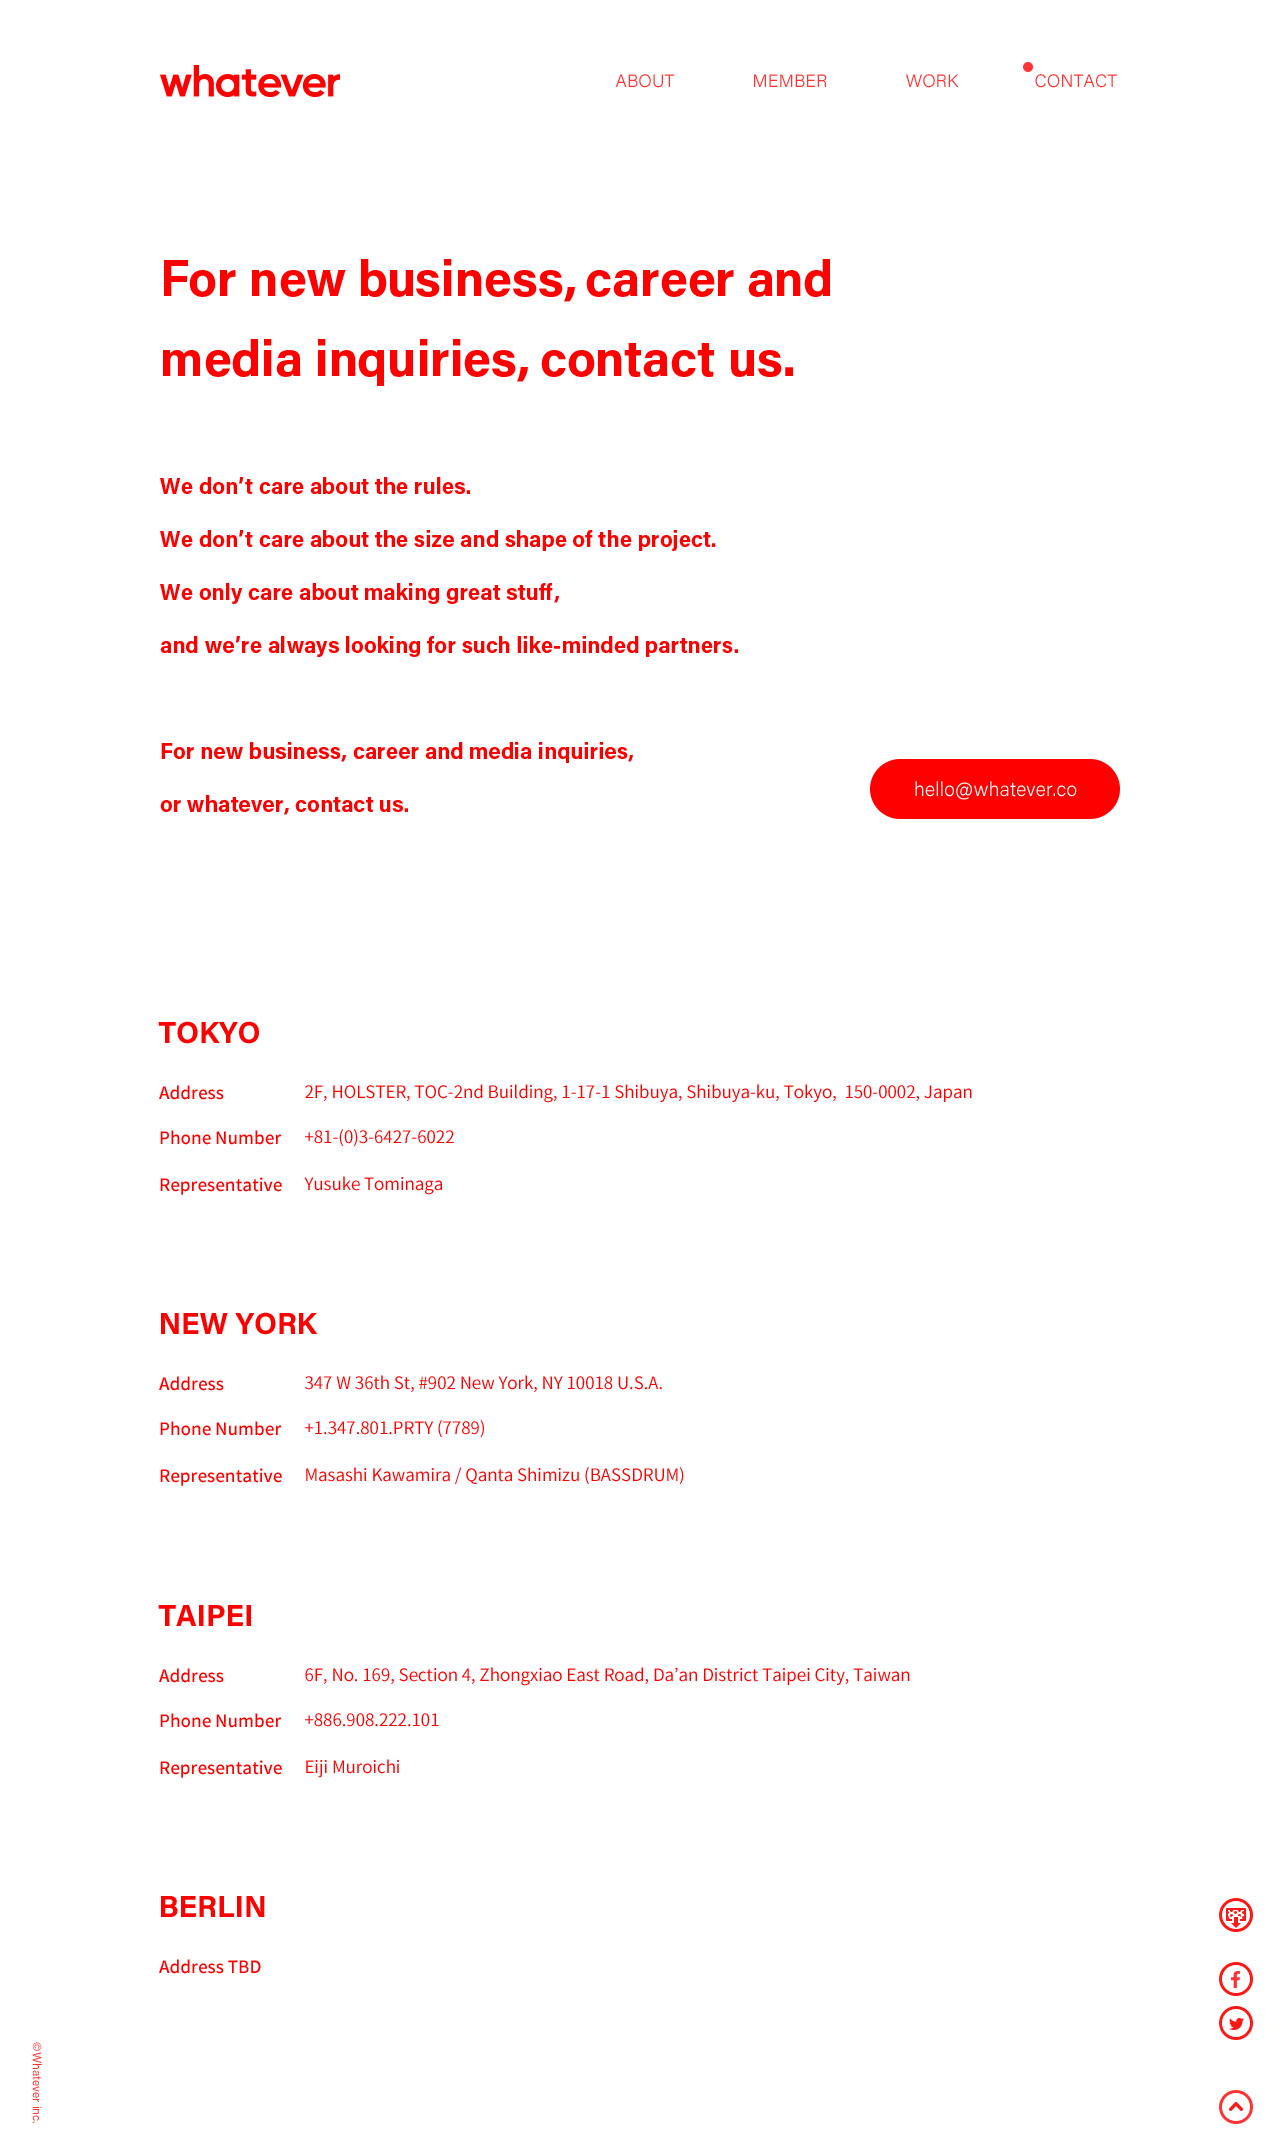 whatever
ABOUT
MEMBER
WORK
CONTACT
For new business, career and
media inquiries, contact us.
We don’t care about the rules.
We don’t care about the size and shape of the project.
We only care about making great stuff,
and we’re always looking for such like-minded partners.
For new business, career and media inquiries,
or whatever, contact us.
hello@whatever.co
TOKYO
Address 2F, HOLSTER, TOC-2nd Building, 1-17-1 Shibuya, Shibuya-ku, Tokyo,  150-0002, Japan
Phone Number +81-(0)3-6427-6022
Representative Yusuke Tominaga
NEW YORK
Address 347 W 36th St, #902 New York, NY 10018 U.S.A.
Phone Number +1.347.801.PRTY (7789)
Representative Masashi Kawamira / Qanta Shimizu (BASSDRUM)
TAIPEI
Address 6F, No. 169, Section 4, Zhongxiao East Road, Da’an District Taipei City, Taiwan
Phone Number +886.908.222.101
Representative Eiji Muroichi
BERLIN
Address TBD
©Whatever inc.